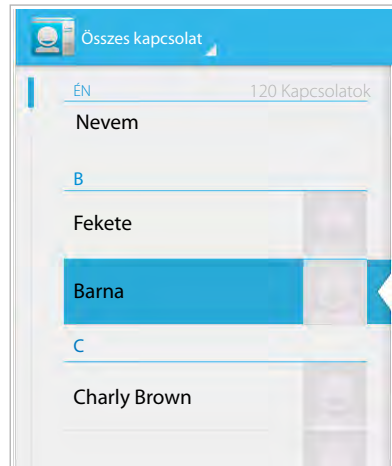 Összes kapcsolat
ÉN 120 Kapcsolatok
Nevem
B
Fekete
Barna
C
Charly Brown